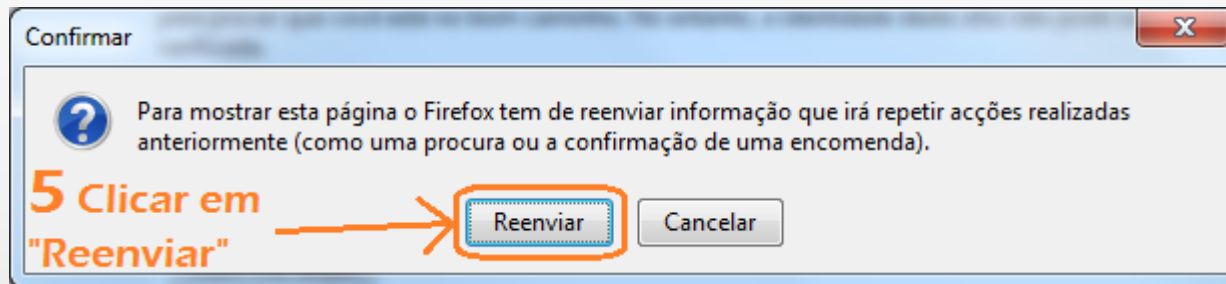 Confirmar
Para mostrar esta página o Firefox tem de reenviar informação que irá repetir acções realizadas
anteriormente (como uma procura ou a confirmação de uma encomenda).
5 Clicar em
"Reenviar"
Reenviar
Cancelar